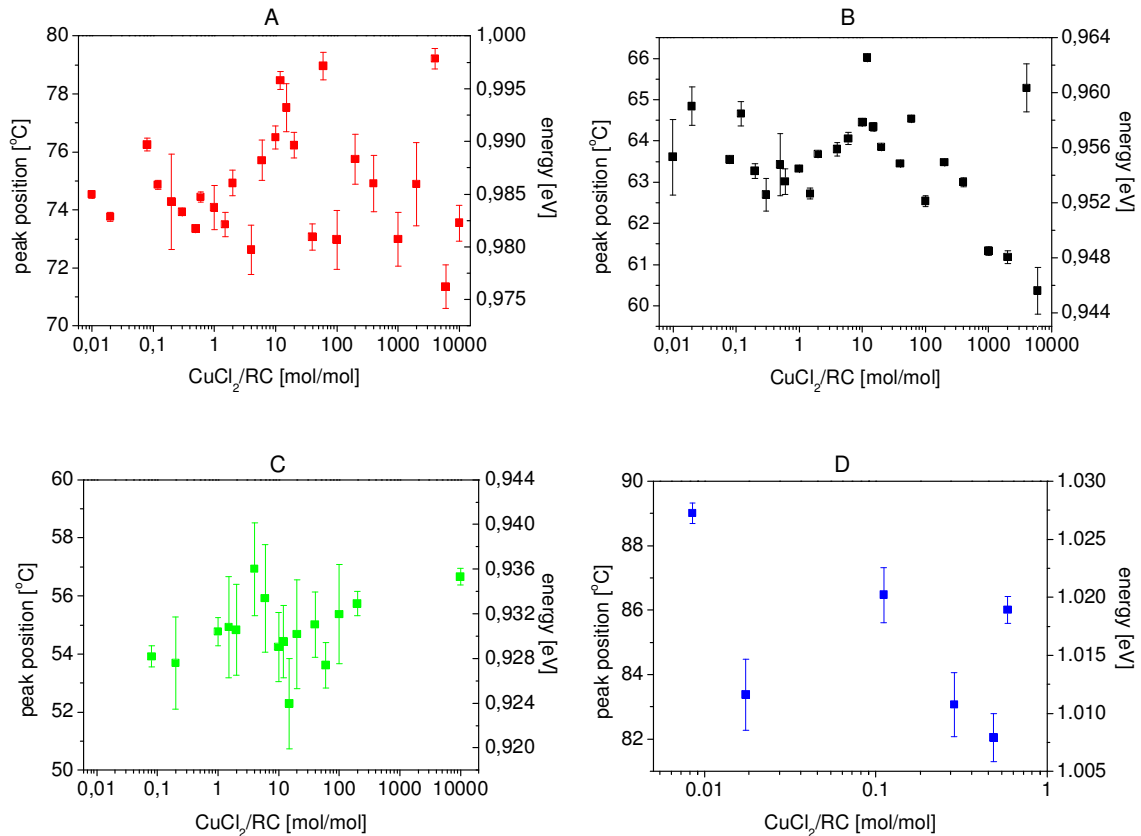 A
80
78
76
74
72
70
peak position [°C]
1,000
0,995
0,990
0,985
0,980
0,975
energy [eV]
0,01 0,1 1 10 100 1000 10000
CuCl₂/RC [mol/mol]
B
66
65
64
63
62
61
60
peak position [°C]
0,964
0,960
0,956
0,952
0,948
0,944
energy [eV]
0,01 0,1 1 10 100 1000 10000
CuCl₂/RC [mol/mol]
C
60
58
56
54
52
50
peak position [°C]
0,944
0,940
0,936
0,932
0,928
0,924
0,920
energy [eV]
0,01 0,1 1 10 100 1000 10000
CuCl₂/RC [mol/mol]
D
90
88
86
84
82
peak position [°C]
1.030
1.025
1.020
1.015
1.010
1.005
energy [eV]
0.01 0.1 1
CuCl₂/RC [mol/mol]